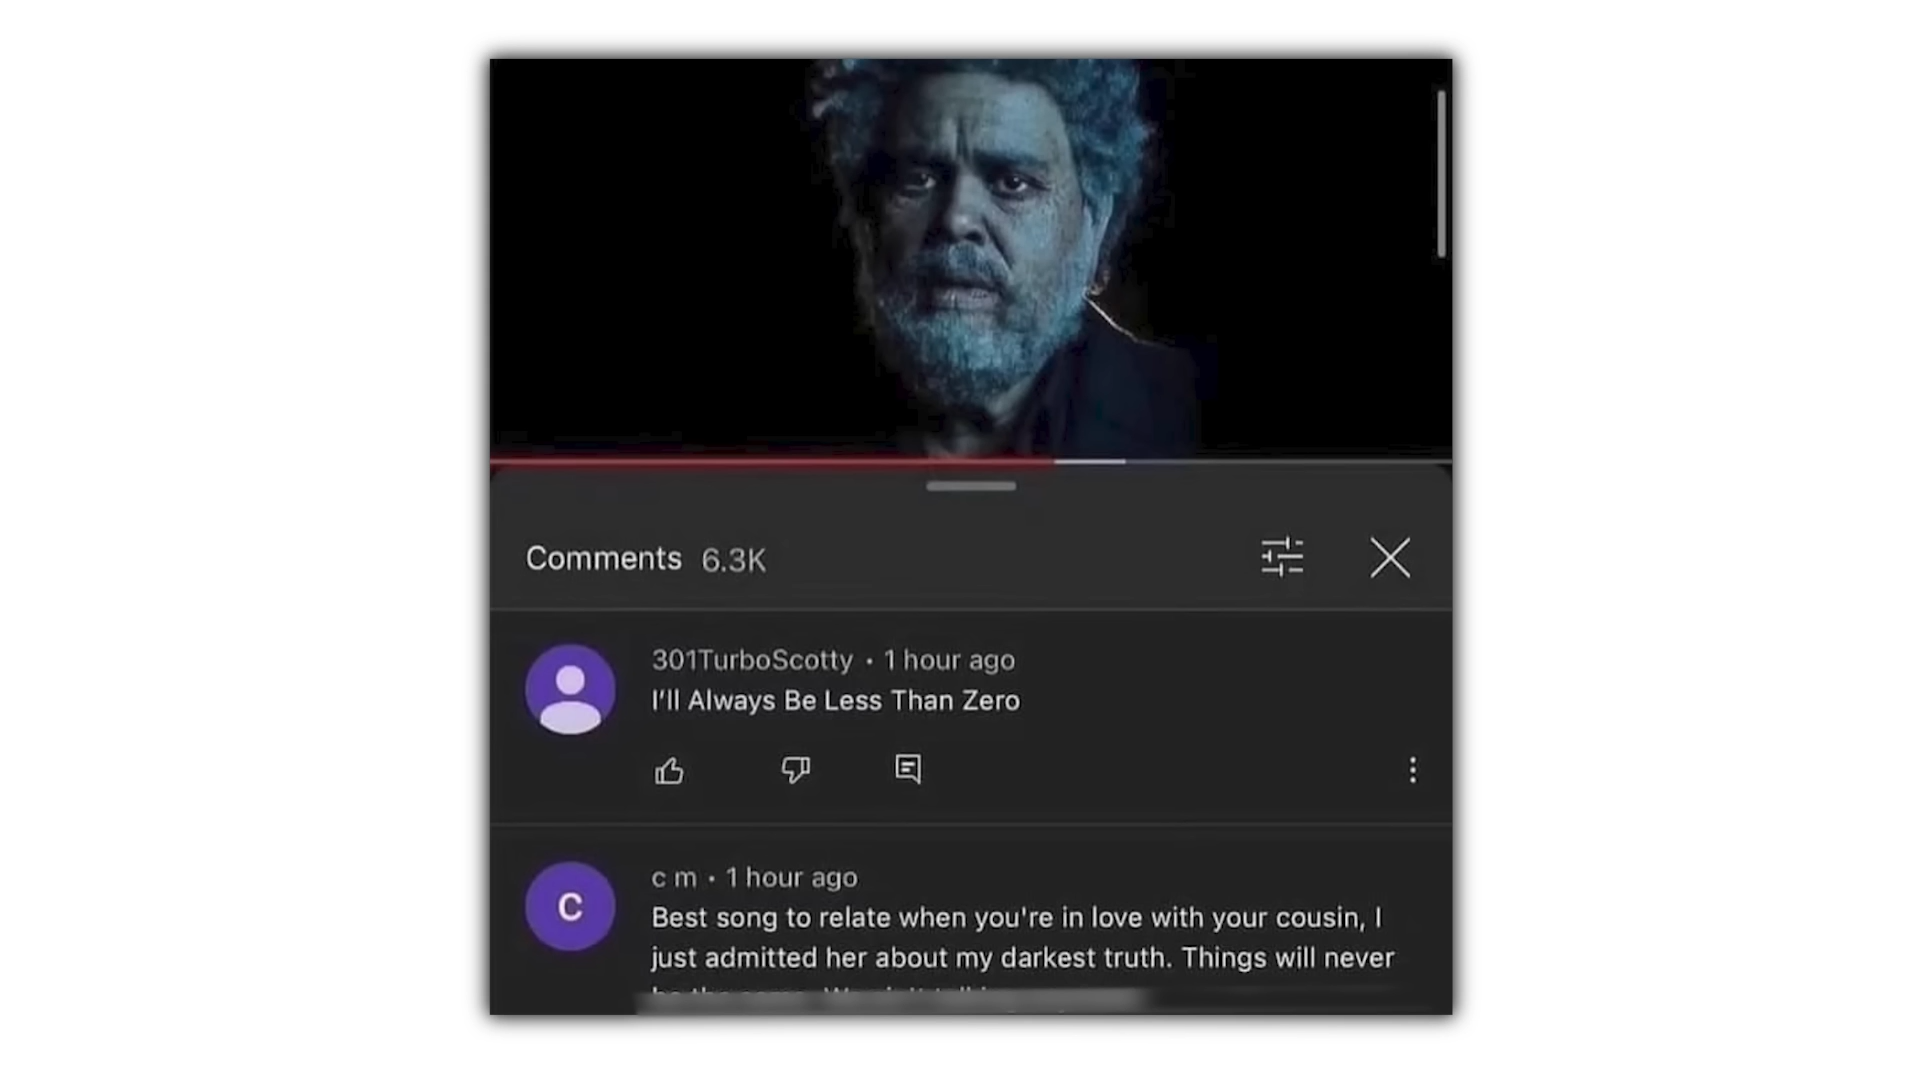 Comments 6.3K
301TurboScotty • 1 hour ago
I'll Always Be Less Than Zero
C
c m • 1 hour ago
Best song to relate when you're in love with your cousin, I
just admitted her about my darkest truth. Things will never